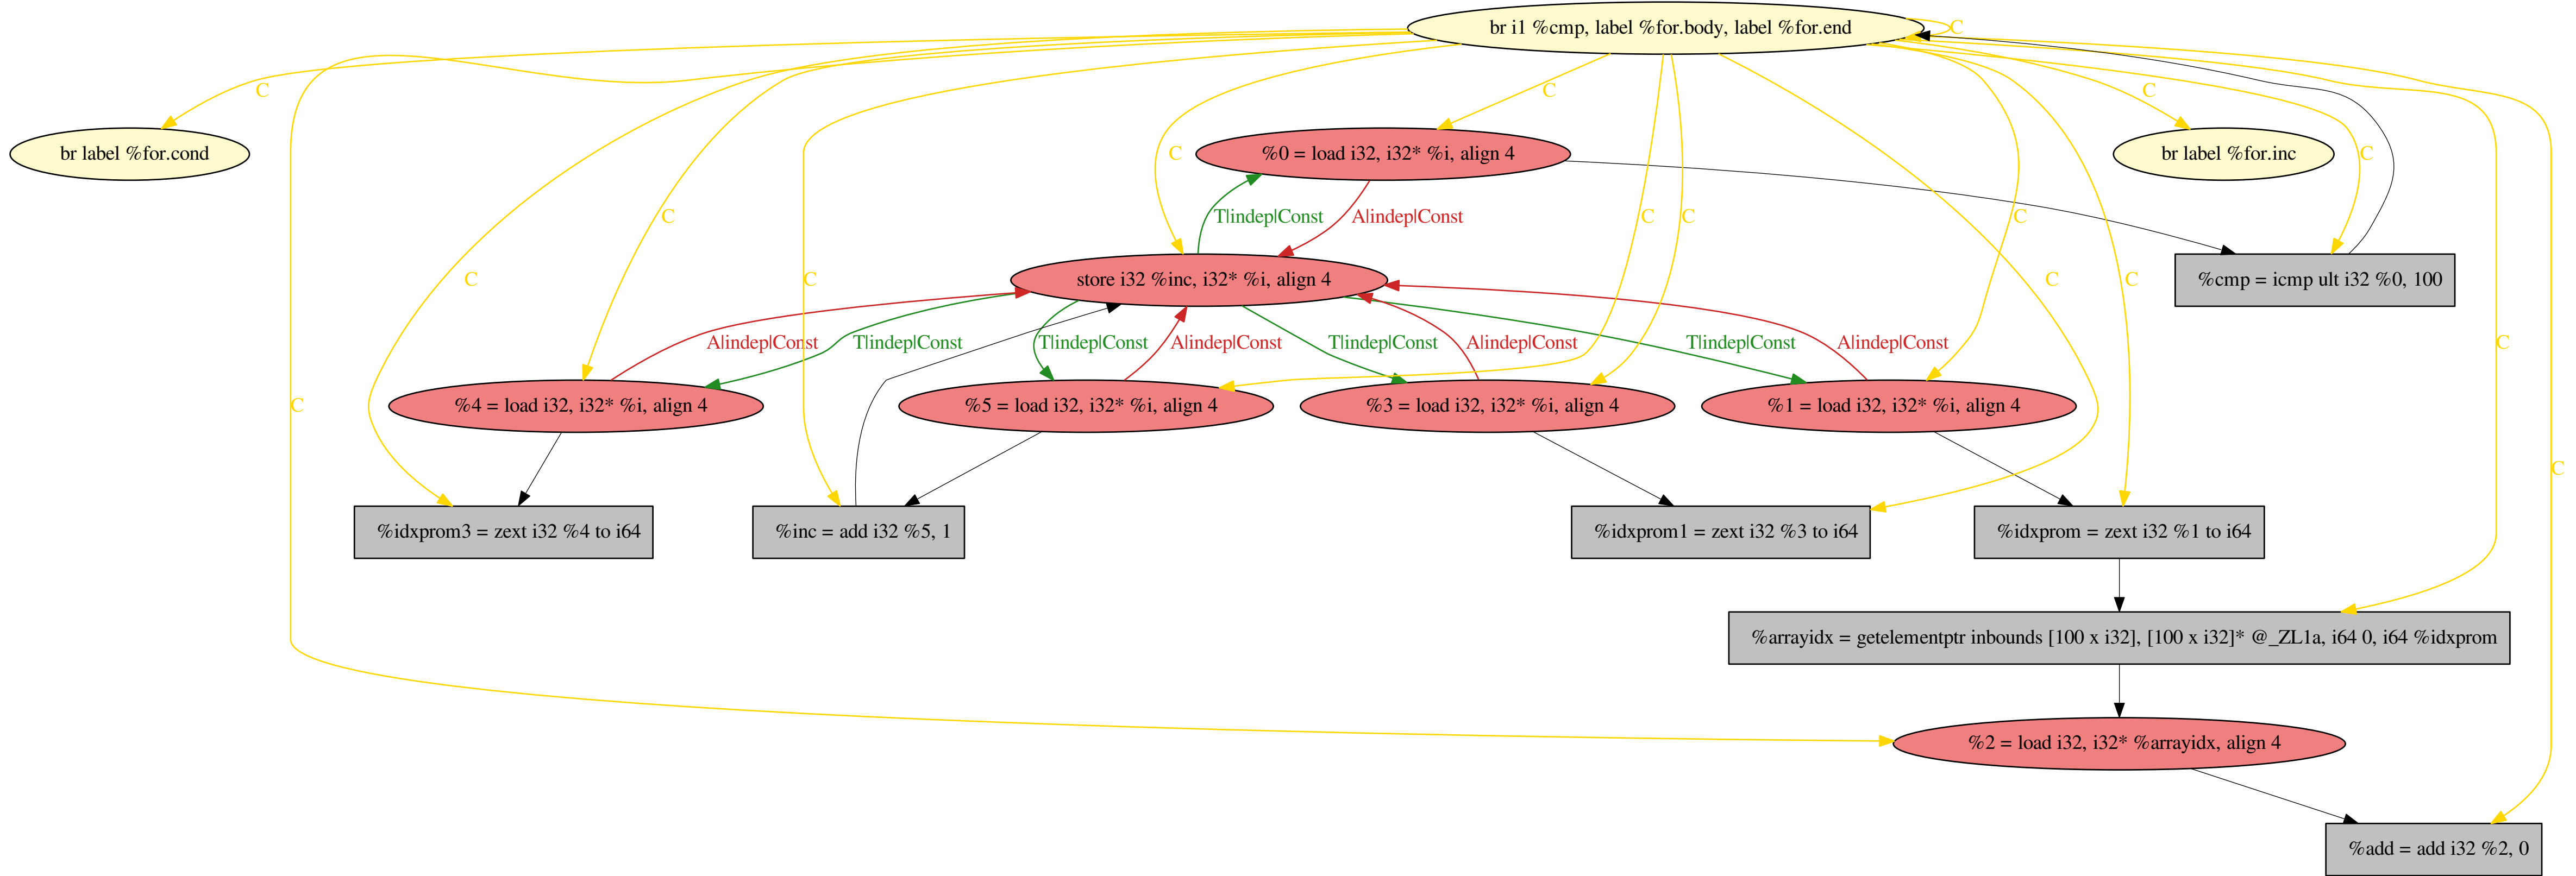 br i1 %cmp, label %for.body, label %for.end
C
C
C
C
br label %for.cond
C
%0 = load i32, i32* %i, align 4
br label %for.inc
C
C
T|indep|Const
A|indep|Const
C
C
C
C
C
store i32 %inc, i32* %i, align 4
C
C
%cmp = icmp ult i32 %0, 100
A|indep|Const
T|indep|Const
T|indep|Const
A|indep|Const
T|indep|Const
A|indep|Const
T|indep|Const
A|indep|Const
C
C
%4 = load i32, i32* %i, align 4
%5 = load i32, i32* %i, align 4
%3 = load i32, i32* %i, align 4
%1 = load i32, i32* %i, align 4
C
%idxprom3 = zext i32 %4 to i64
%inc = add i32 %5, 1
%idxprom1 = zext i32 %3 to i64
%idxprom = zext i32 %1 to i64
%arrayidx = getelementptr inbounds [100 x i32], [100 x i32]* @_ZL1a, i64 0, i64 %idxprom
%2 = load i32, i32* %arrayidx, align 4
%add = add i32 %2, 0